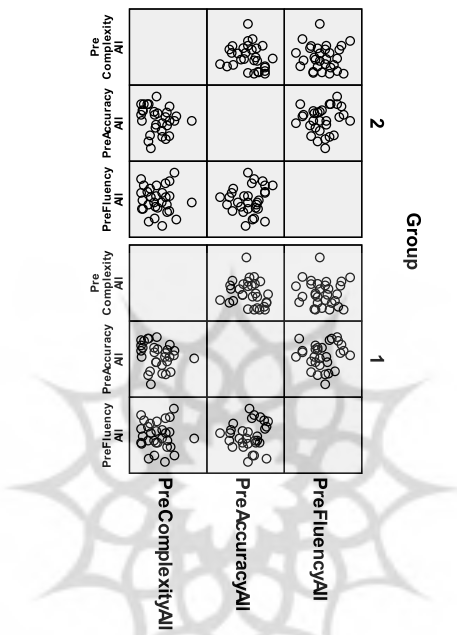 Pre
Complexity
All
PreAccuracy
All
PreFluency
All
2
Group
Pre
Complexity
All
PreAccuracy
All
PreFluency
All
1
PreComplexityAll
PreAccuracyAll
PreFluencyAll